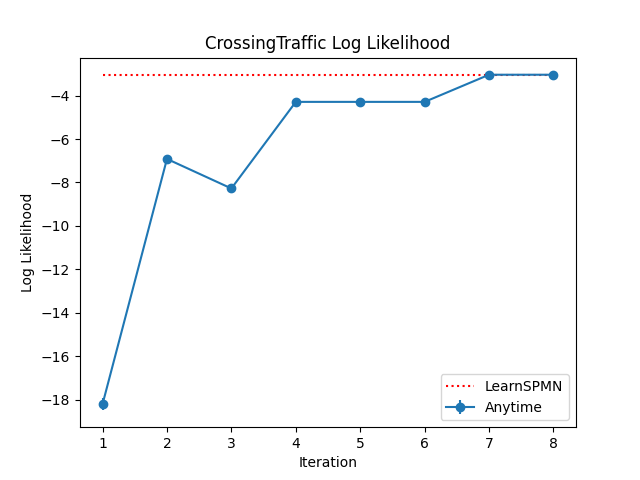 CrossingTraffic Log Likelihood
Log Likelihood
−4
−6
−8
−10
−12
−14
−16
−18
1 2 3 4 5 6 7 8
Iteration
LearnSPMN
Anytime